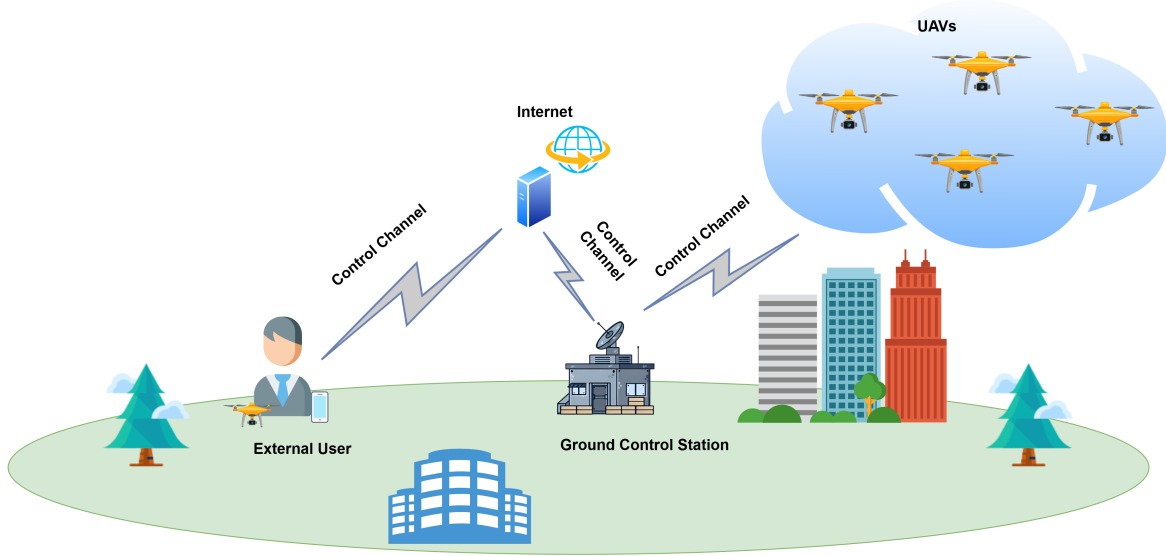 UAVs
Internet
Control Channel
Control
Channel
Control Channel
External User
Ground Control Station